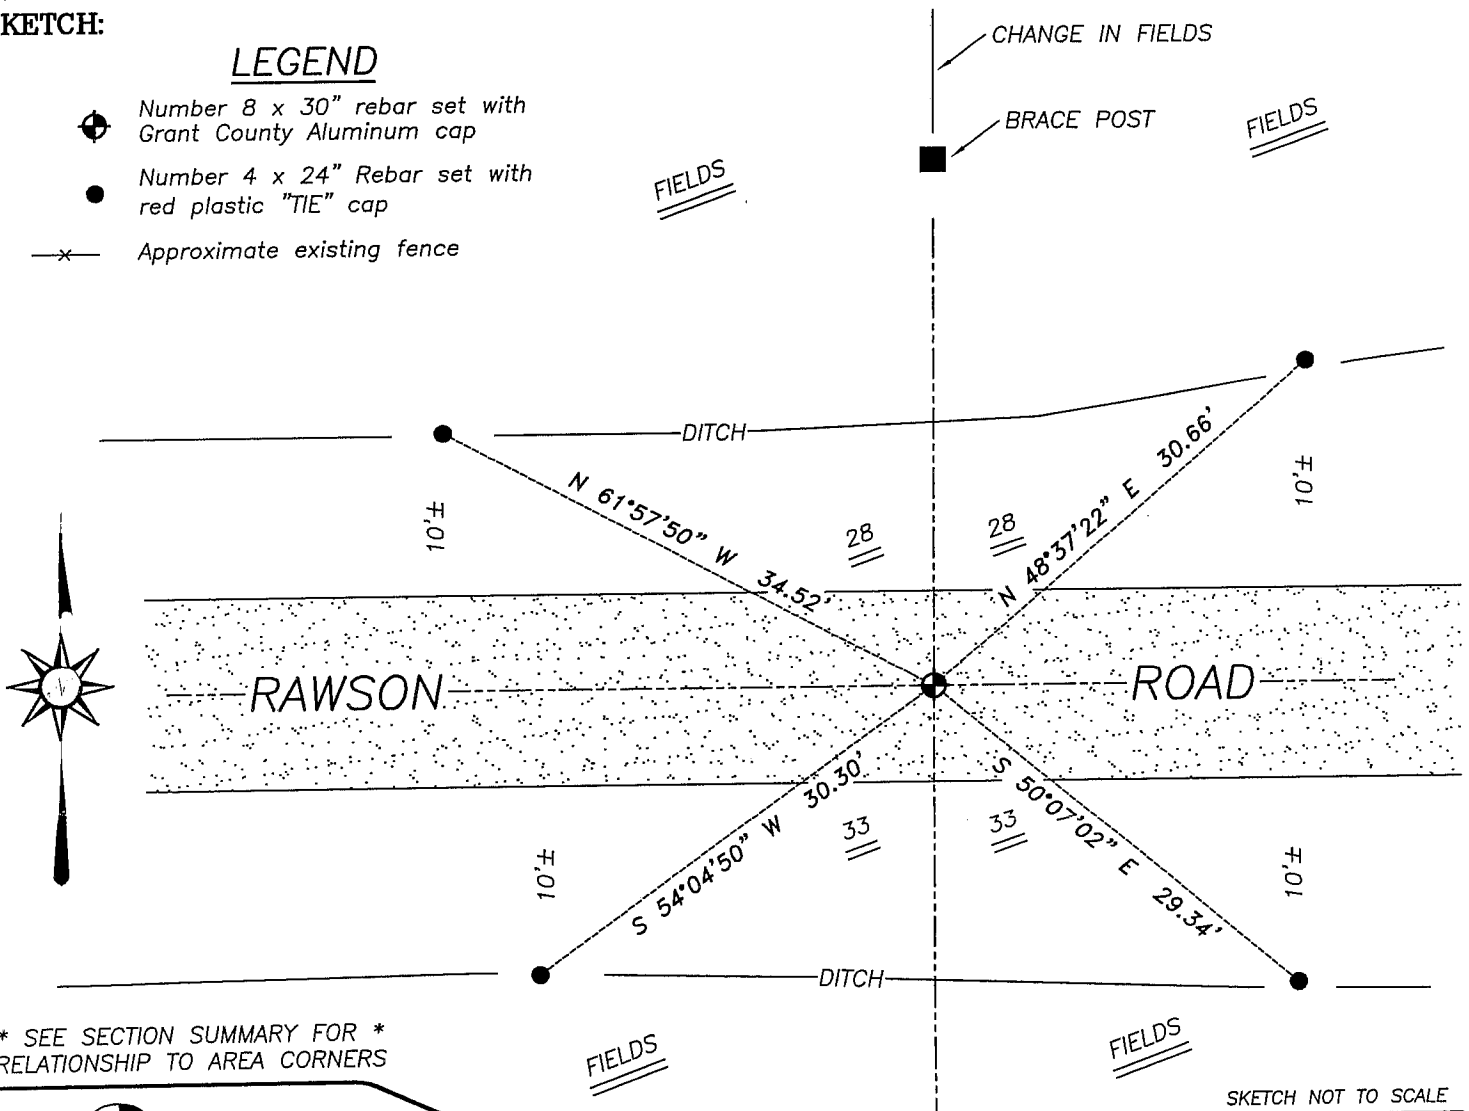 KETCH:
LEGEND
Number 8 x 30" rebar set with
Grant County Aluminum cap
Number 4 x 24" Rebar set with
red plastic "TIE" cap
Approximate existing fence
CHANGE IN FIELDS
BRACE POST
FIELDS
FIELDS
DITCH
N 61°57'50" W 34.52'
N 48°37'22" E 30.66'
10'±
10'±
28
28
RAWSON
ROAD
S 54°04'50" W 30.30'
S 50°07'02" E 29.34'
33
33
10'±
10'±
DITCH
* SEE SECTION SUMMARY FOR *
RELATIONSHIP TO AREA CORNERS
FIELDS
FIELDS
SKETCH NOT TO SCALE